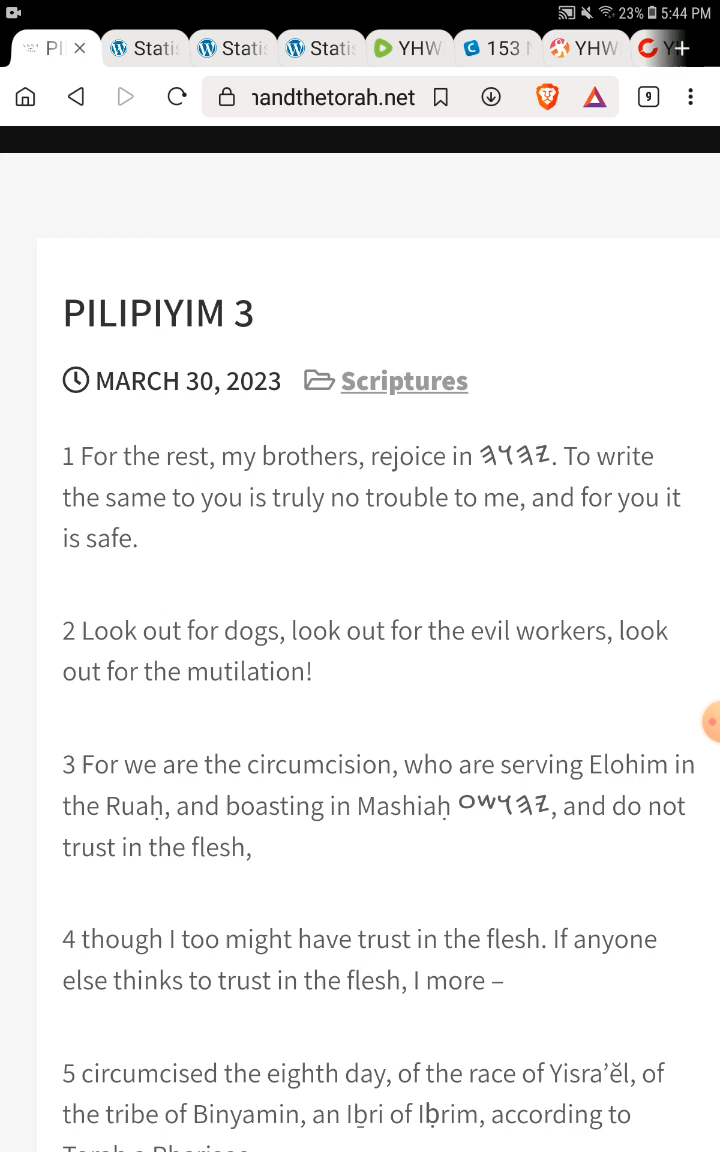 23% 5:44 PM
Pl Statis Statis Statis YHW 153 YHW Y
handthetorah.net 9
PILIPIYIM 3
MARCH 30, 2023 Scriptures
1 For the rest, my brothers, rejoice in 𐤉𐤄𐤅𐤄. To write
the same to you is truly no trouble to me, and for you it
is safe.
2 Look out for dogs, look out for the evil workers, look
out for the mutilation!
3 For we are the circumcision, who are serving Elohim in
the Ruaḥ, and boasting in Mashiaḥ 𐤉𐤄𐤅𐤔𐤏, and do not
trust in the flesh,
4 though I too might have trust in the flesh. If anyone
else thinks to trust in the flesh, I more –
5 circumcised the eighth day, of the race of Yisra’ĕl, of
the tribe of Binyamin, an Iḇri of Iḅrim, according to